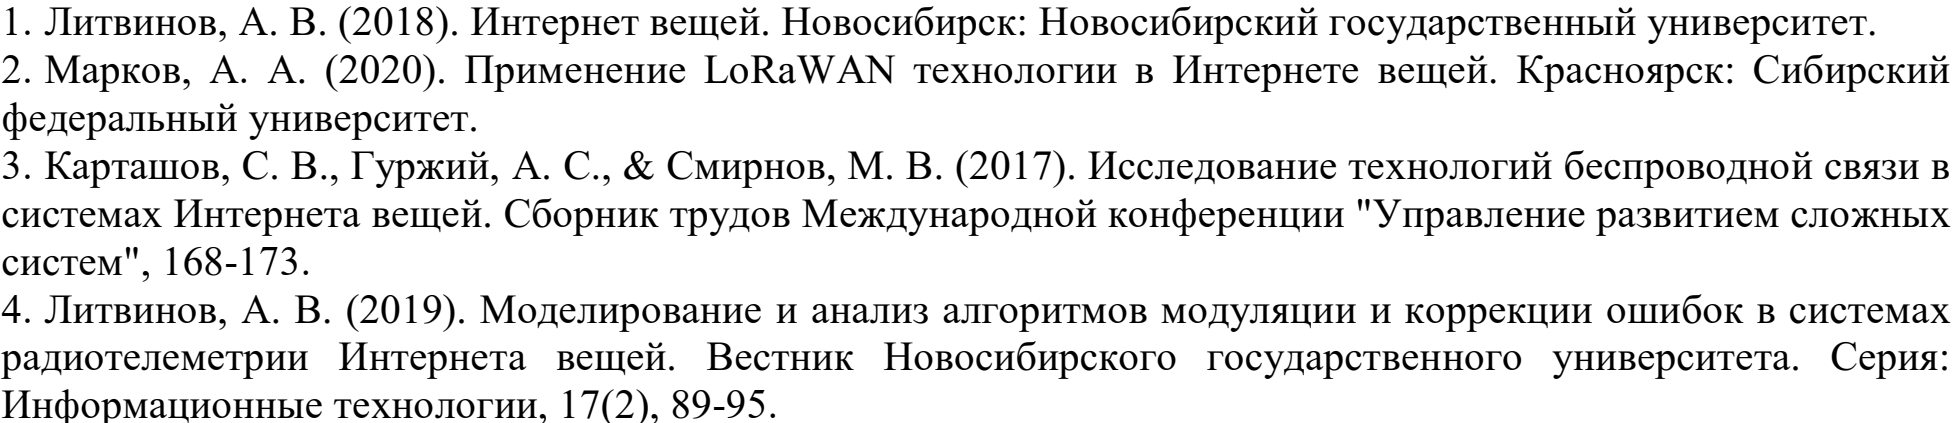 1. Литвинов, А. В. (2018). Интернет вещей. Новосибирск: Новосибирский государственный университет.
2. Марков, А. А. (2020). Применение LoRaWAN технологии в Интернете вещей. Красноярск: Сибирский
федеральный университет.
3. Карташов, С. В., Гуржий, А. С., & Смирнов, М. В. (2017). Исследование технологий беспроводной связи в
системах Интернета вещей. Сборник трудов Международной конференции "Управление развитием сложных
систем", 168-173.
4. Литвинов, А. В. (2019). Моделирование и анализ алгоритмов модуляции и коррекции ошибок в системах
радиотелеметрии Интернета вещей. Вестник Новосибирского государственного университета. Серия:
Информационные технологии, 17(2), 89-95.